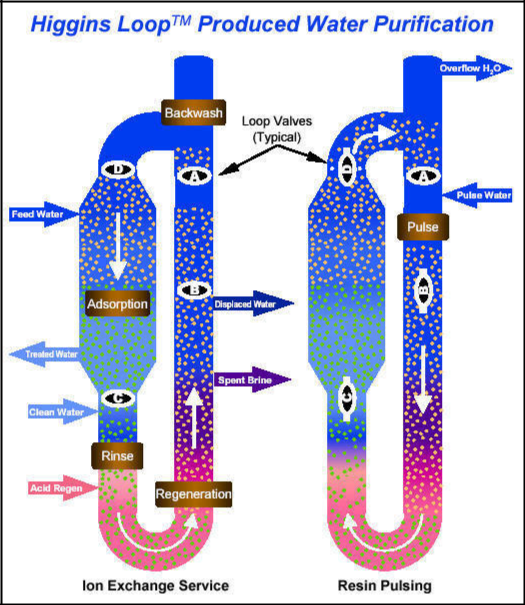 Higgins Loop™ Produced Water Purification
Overflow H₂O
Backwash
Loop Valves
(Typical)
D
A
D
A
Pulse Water
Feed Water
Pulse
Adsorption
B
Displaced Water
B
Treated Water
Spent Brine
C
C
Clean Water
Rinse
Acid Regen
Regeneration
Ion Exchange Service
Resin Pulsing